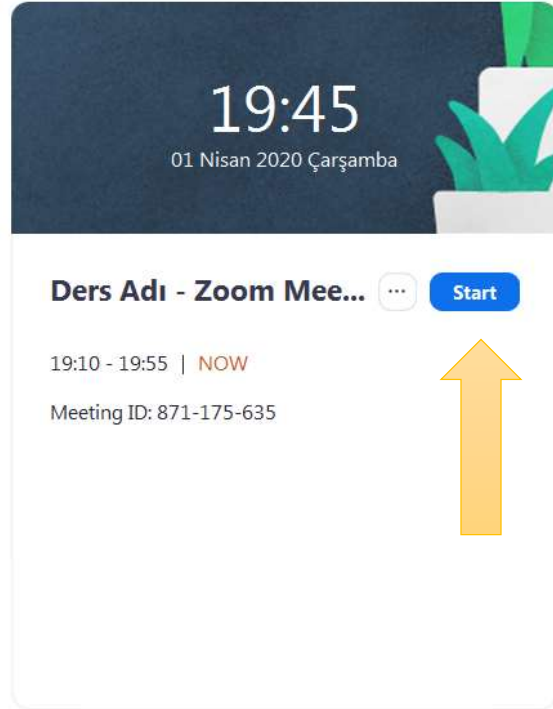 19:45
01 Nisan 2020 Çarşamba
Ders Adı - Zoom Mee... ... Start
19:10 - 19:55 | NOW
Meeting ID: 871-175-635